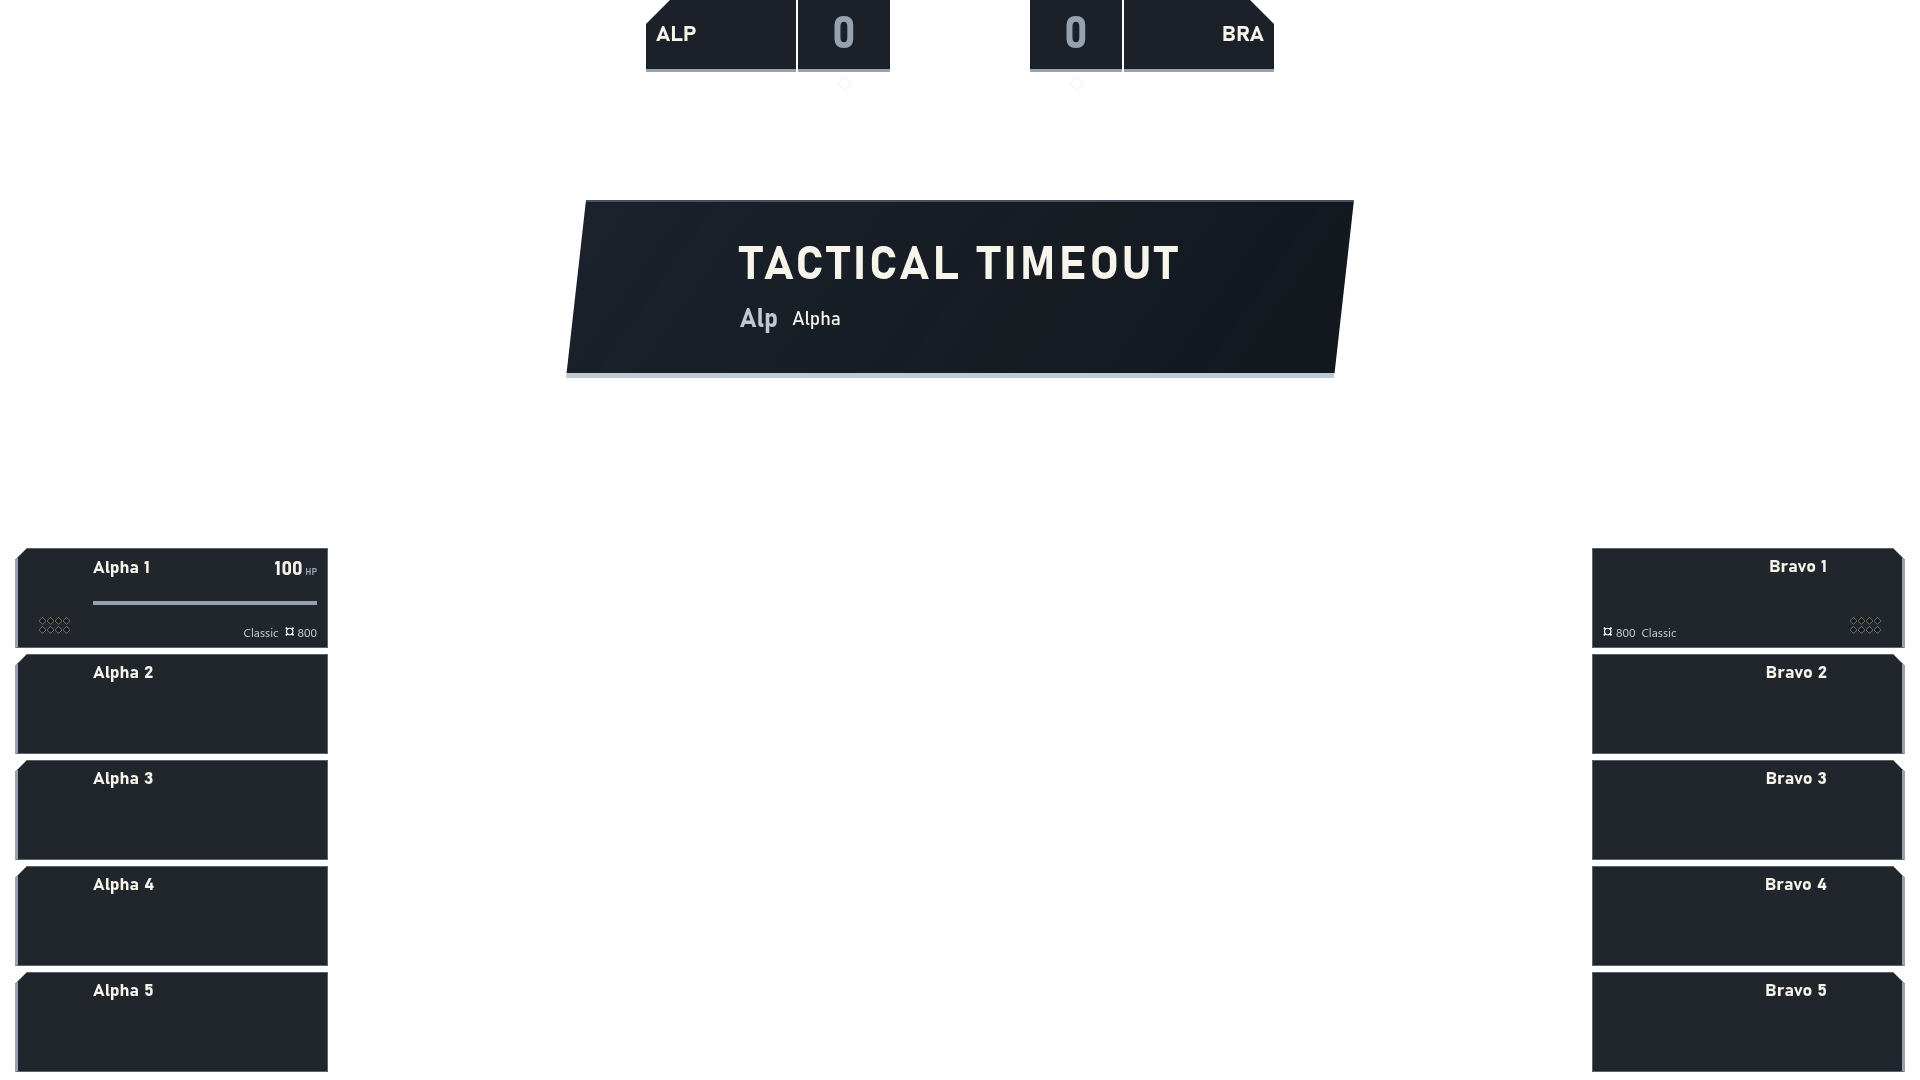 ALP 0
0 BRA
TACTICAL TIMEOUT
Alp Alpha
Alpha 1 100 HP
Classic ¤ 800
Alpha 2
Alpha 3
Alpha 4
Alpha 5
Bravo 1
¤ 800 Classic
Bravo 2
Bravo 3
Bravo 4
Bravo 5